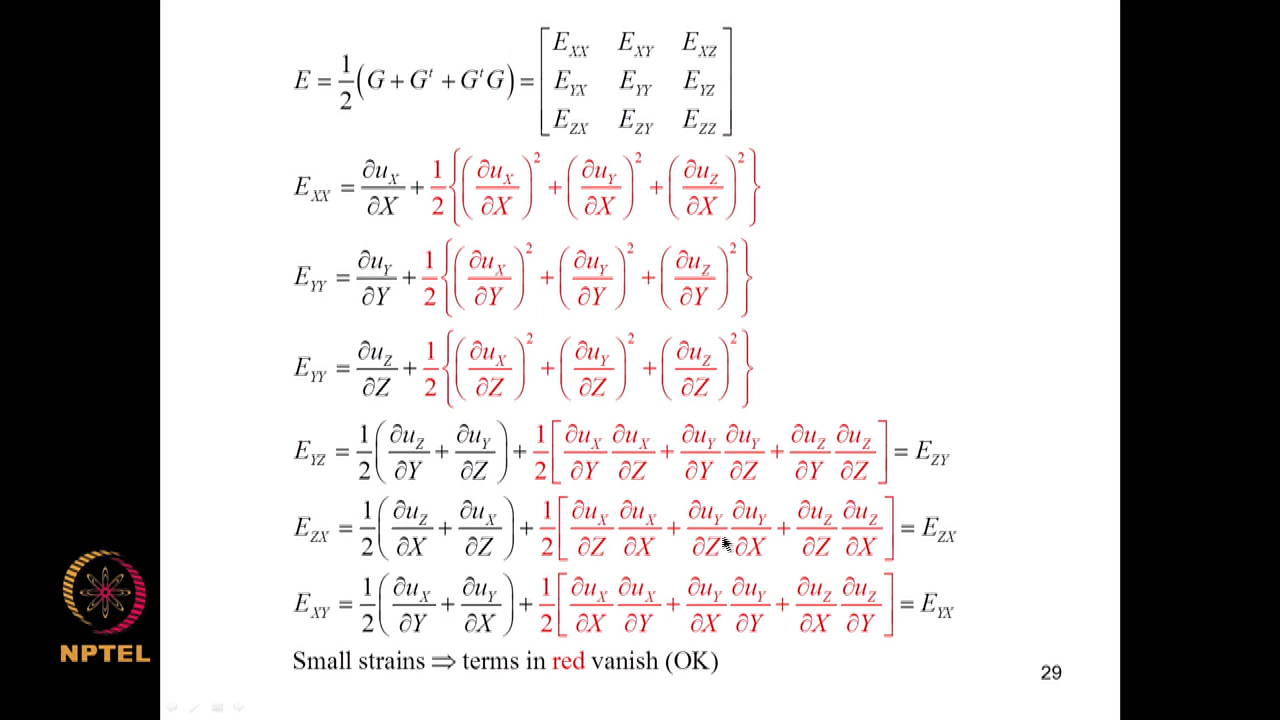 E = 1/2 (G + Gᵗ + GᵗG) = [E_XX E_XY E_XZ; E_YX E_YY E_YZ; E_ZX E_ZY E_ZZ]
E_XX = ∂u_X/∂X + 1/2 {(∂u_X/∂X)² + (∂u_Y/∂X)² + (∂u_Z/∂X)²}
E_YY = ∂u_Y/∂Y + 1/2 {(∂u_X/∂Y)² + (∂u_Y/∂Y)² + (∂u_Z/∂Y)²}
E_YY = ∂u_Z/∂Z + 1/2 {(∂u_X/∂Z)² + (∂u_Y/∂Z)² + (∂u_Z/∂Z)²}
E_YZ = 1/2 (∂u_Z/∂Y + ∂u_Y/∂Z) + 1/2 [∂u_X/∂Y ∂u_X/∂Z + ∂u_Y/∂Y ∂u_Y/∂Z + ∂u_Z/∂Y ∂u_Z/∂Z] = E_ZY
E_ZX = 1/2 (∂u_Z/∂X + ∂u_X/∂Z) + 1/2 [∂u_X/∂Z ∂u_X/∂X + ∂u_Y/∂Z ∂u_Y/∂X + ∂u_Z/∂Z ∂u_Z/∂X] = E_ZX
E_XY = 1/2 (∂u_X/∂Y + ∂u_Y/∂X) + 1/2 [∂u_X/∂X ∂u_X/∂Y + ∂u_Y/∂X ∂u_Y/∂Y + ∂u_Z/∂X ∂u_Z/∂Y] = E_YX
Small strains ⇒ terms in red vanish (OK)
NPTEL
29